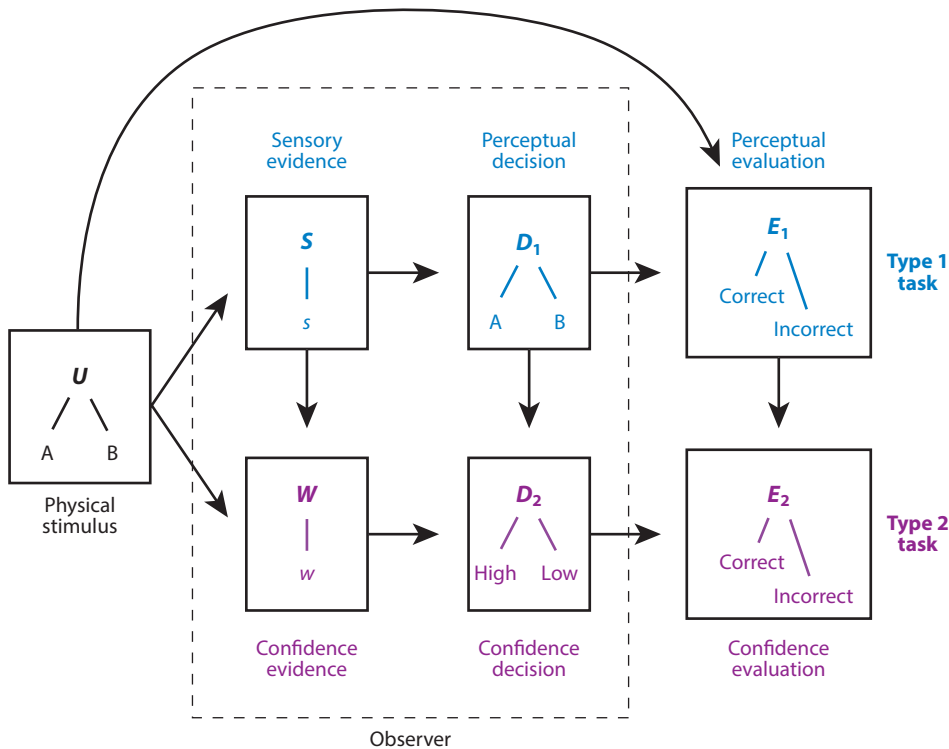 Sensory
evidence
Perceptual
decision
Perceptual
evaluation
S
s
D₁
A B
E₁
Correct
Incorrect
Type 1
task
U
A B
Physical
stimulus
W
w
D₂
High Low
E₂
Correct
Incorrect
Type 2
task
Confidence
evidence
Confidence
decision
Confidence
evaluation
Observer